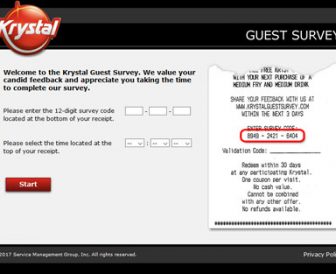 Krystal
GUEST SURVEY
Welcome to the Krystal Guest Survey. We value your
candid feedback and appreciate you taking the time
to complete our survey.
Please enter the 12-digit survey code
located at the bottom of your receipt.
- -
Please select the time located at the
top of your receipt.
-- : -- --
Start
FREE KRYST
WITH YOUR NEXT PURCHASE OF A
MEDIUM FRY AND MEDIUM DRINK
SHARE YOUR FEEDBACK WITH US AT
WWW.KRYSTALGUESTSURVEY.COM
WITHIN THE NEXT 3 DAYS
ENTER SURVEY CODE:
8949 - 2421 - 6404
Validation Code:
Redeem within 30 days
at any participating Krystal.
One coupon per visit.
No cash value.
Cannot be combined
with any other offer.
No refunds available.
2017 Service Management Group, Inc. All rights reserved.
Privacy Poli